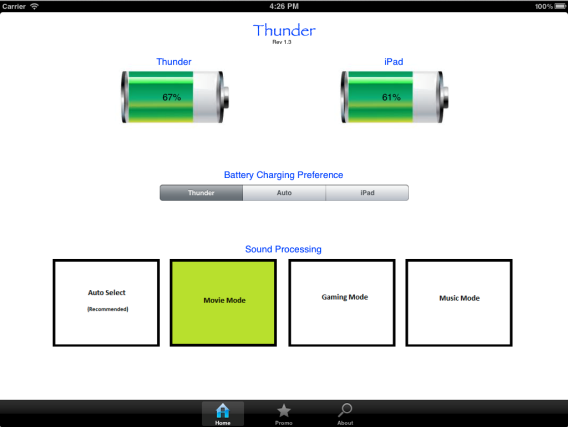 Carrier 4:26 PM 100%
Thunder
Rev 1.3
Thunder iPad
67% 61%
Battery Charging Preference
Thunder Auto iPad
Sound Processing
Auto Select
(Recommended)
Movie Mode
Gaming Mode
Music Mode
Home Promo About